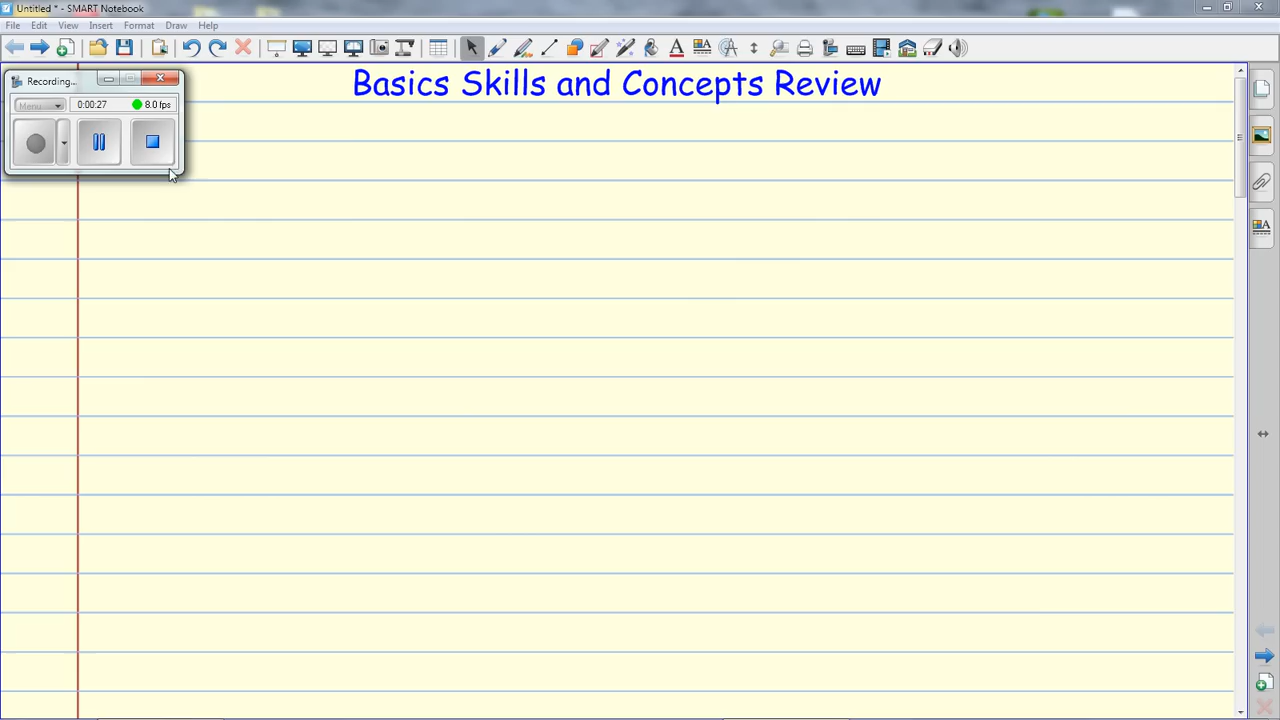 Untitled * - SMART Notebook
File Edit View Insert Format Draw Help
Basics Skills and Concepts Review
Recording...
Menu 0:00:27 8.0 fps